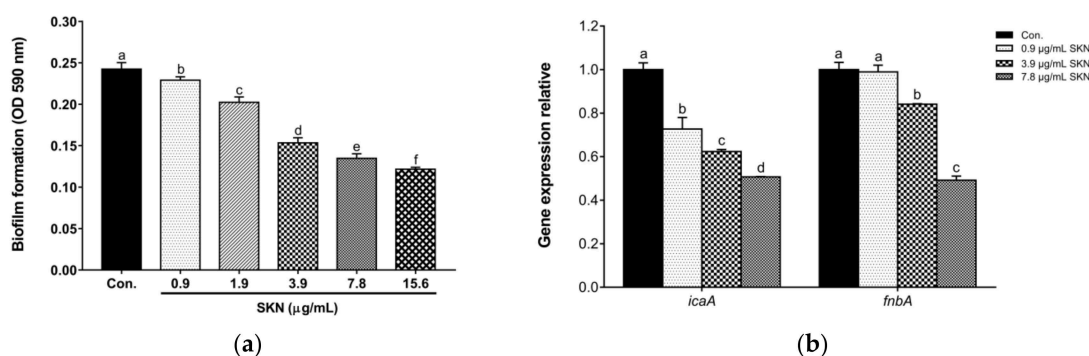 0.30
0.25
0.20
0.15
0.10
0.05
0.00
Biofilm formation (OD 590 nm)
a
b
c
d
e
f
Con.
0.9
1.9
3.9
7.8
15.6
SKN (μg/mL)
(a)
1.2
1.0
0.8
0.6
0.4
0.2
0.0
Gene expression relative
a
b
c
d
a
a
b
c
icaA
fnbA
Con.
0.9 μg/mL SKN
3.9 μg/mL SKN
7.8 μg/mL SKN
(b)